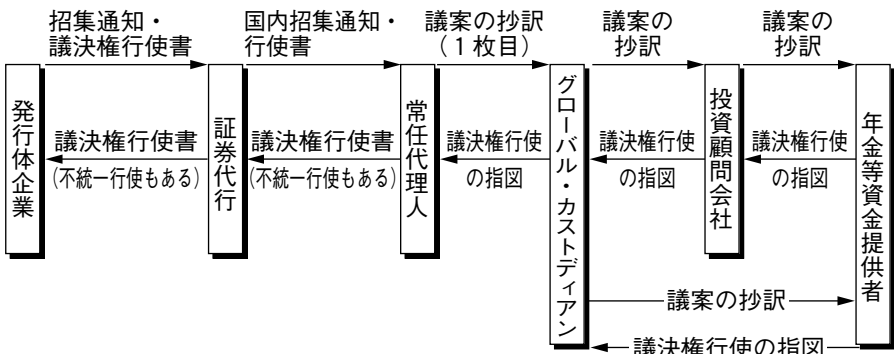 招集通知・
議決権行使書
国内招集通知・
行使書
議案の抄訳
(1枚目)
議案の
抄訳
議案の
抄訳
発行体企業
議決権行使書
(不統一行使もある)
証券代行
議決権行使書
(不統一行使もある)
常任代理人
議決権行使
の指図
グローバル・カストディアン
議決権行使
の指図
投資顧問会社
議決権行使
の指図
年金等資金提供者
議案の抄訳
議決権行使の指図